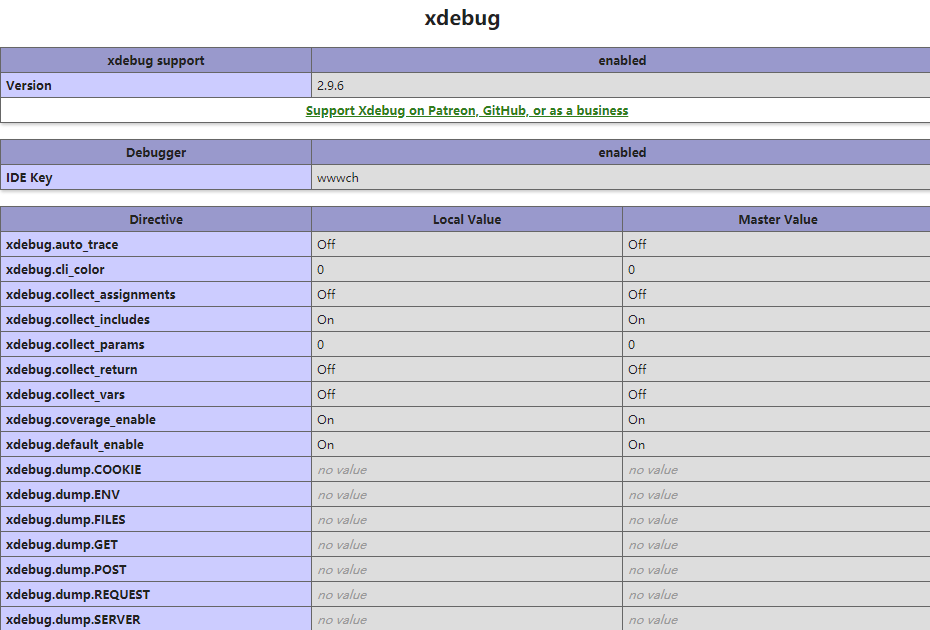 xdebug
xdebug support enabled
Version 2.9.6
Support Xdebug on Patreon, GitHub, or as a business
Debugger enabled
IDE Key wwwch
Directive Local Value Master Value
xdebug.auto_trace Off Off
xdebug.cli_color 0 0
xdebug.collect_assignments Off Off
xdebug.collect_includes On On
xdebug.collect_params 0 0
xdebug.collect_return Off Off
xdebug.collect_vars Off Off
xdebug.coverage_enable On On
xdebug.default_enable On On
xdebug.dump.COOKIE no value no value
xdebug.dump.ENV no value no value
xdebug.dump.FILES no value no value
xdebug.dump.GET no value no value
xdebug.dump.POST no value no value
xdebug.dump.REQUEST no value no value
xdebug.dump.SERVER no value no value